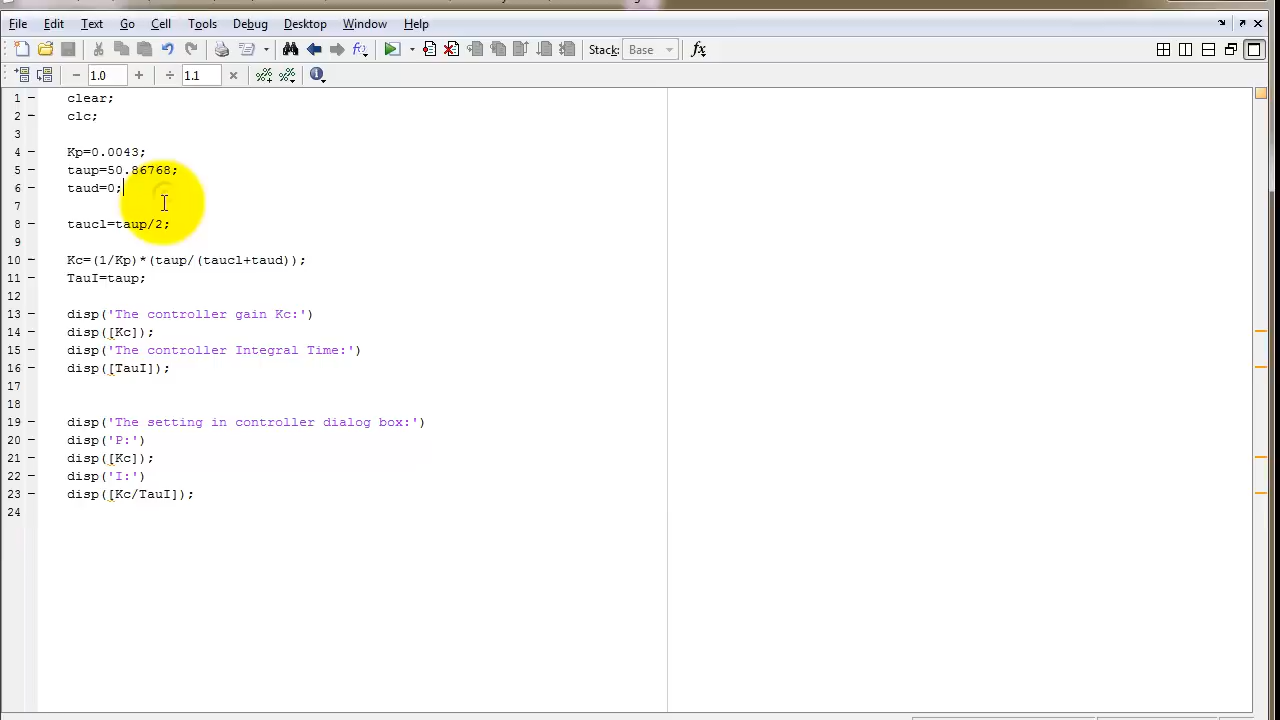 File Edit Text Go Cell Tools Debug Desktop Window Help
Stack: Base fx
1.0 1.1
1 clear;
2 clc;
3
4 Kp=0.0043;
5 taup=50.86768;
6 taud=0;
7
8 taucl=taup/2;
9
10 Kc=(1/Kp)*(taup/(taucl+taud));
11 TauI=taup;
12
13 disp('The controller gain Kc:')
14 disp([Kc]);
15 disp('The controller Integral Time:')
16 disp([TauI]);
17
18
19 disp('The setting in controller dialog box:')
20 disp('P:')
21 disp([Kc]);
22 disp('I:')
23 disp([Kc/TauI]);
24